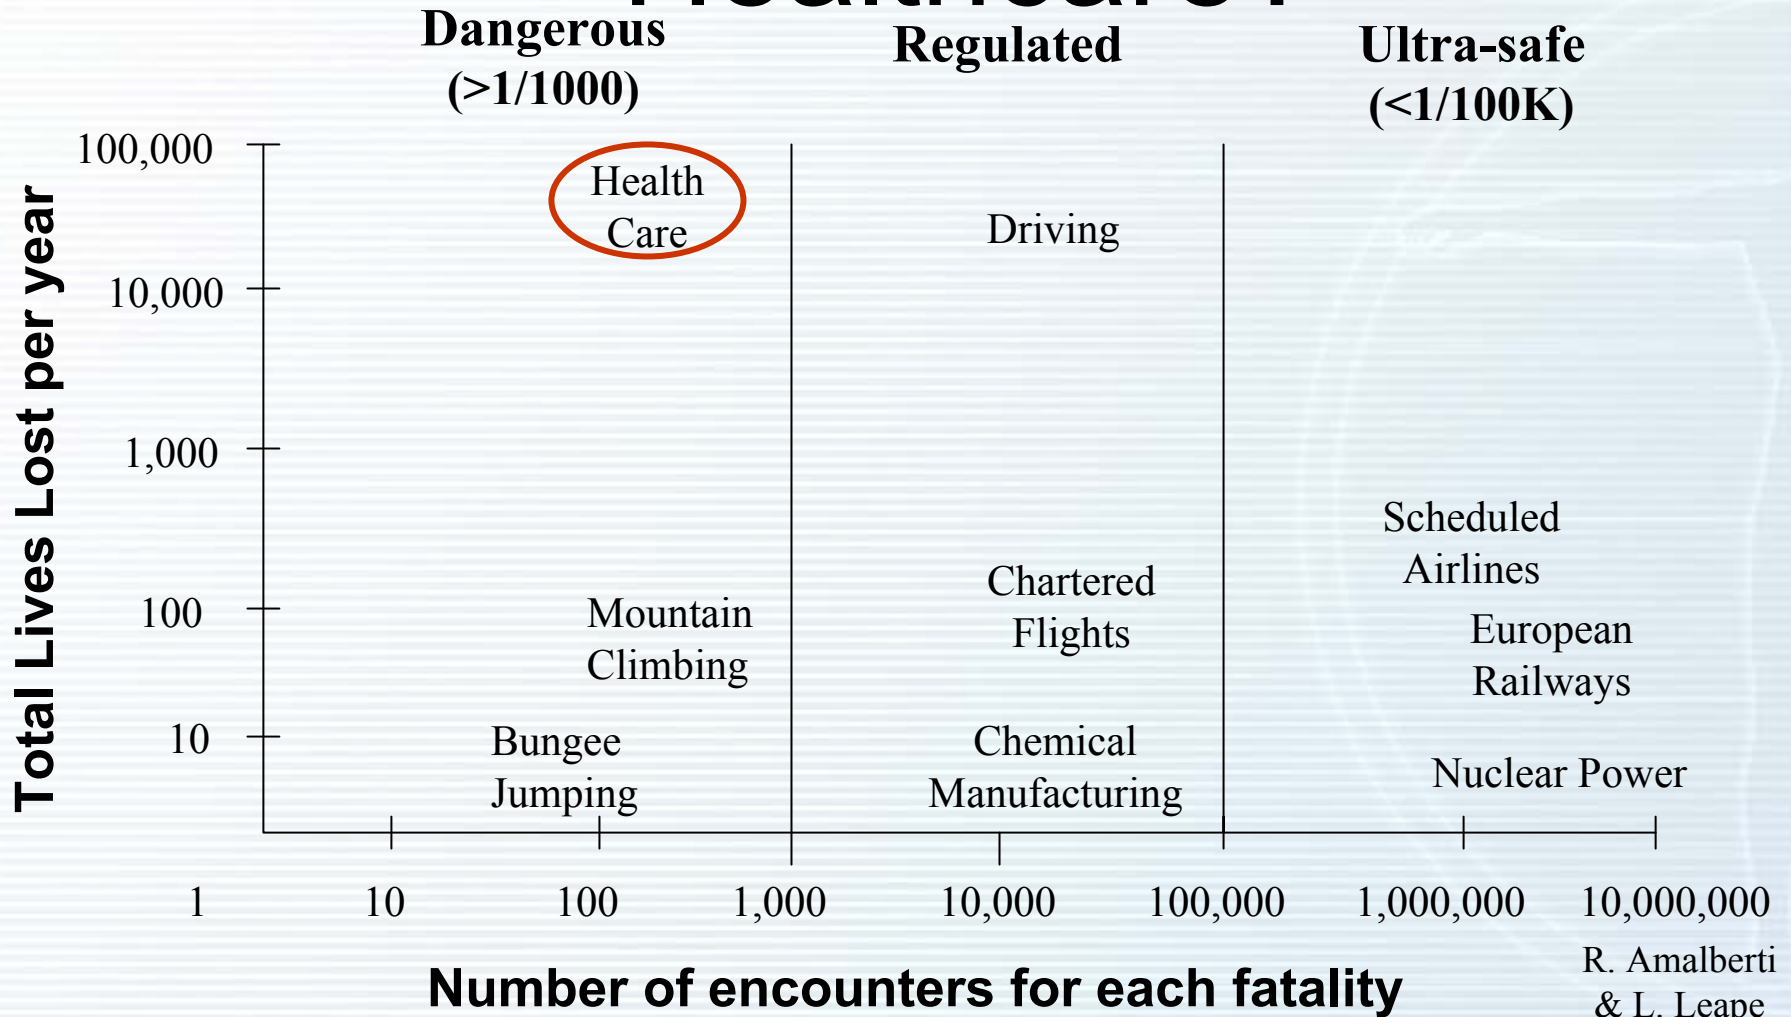 Healthcare?
Dangerous
(>1/1000)
Regulated
Ultra-safe
(<1/100K)
Total Lives Lost per year
100,000
10,000
1,000
100
10
Health
Care
Driving
Scheduled
Airlines
Chartered
Flights
Mountain
Climbing
European
Railways
Bungee
Jumping
Chemical
Manufacturing
Nuclear Power
1
10
100
1,000
10,000
100,000
1,000,000
10,000,000
Number of encounters for each fatality
R. Amalberti
& L. Leape